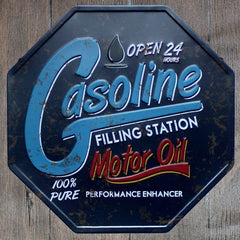 OPEN 24
HOURS
Gasoline
FILLING STATION
Motor Oil
100%
PURE
PERFORMANCE ENHANCER